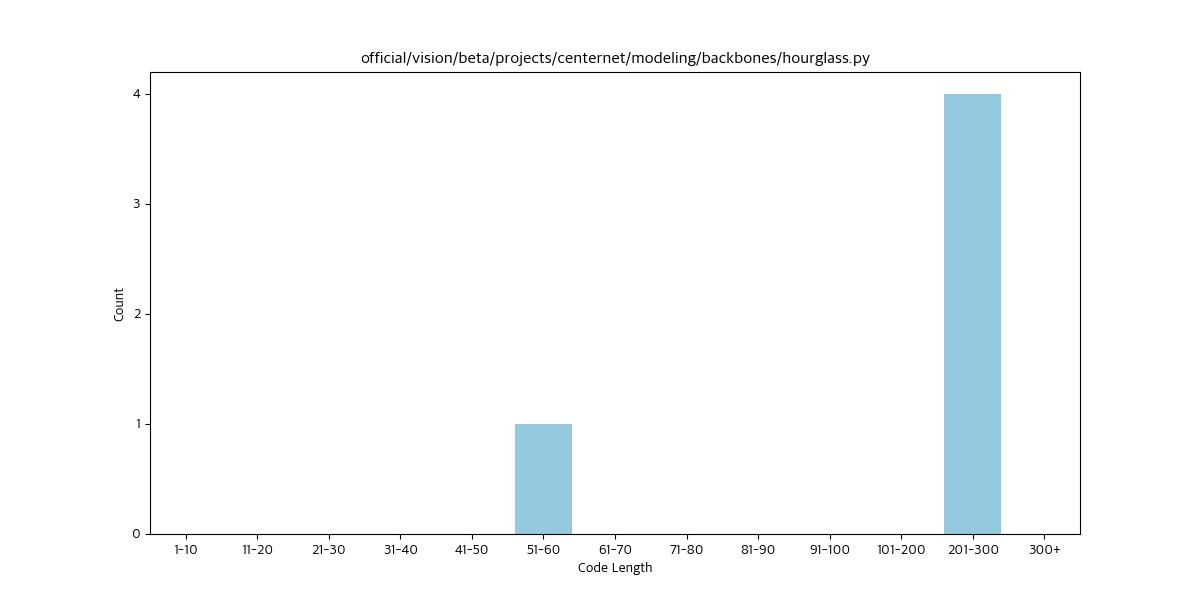 official/vision/beta/projects/centernet/modeling/backbones/hourglass.py
4
3
2
1
0
Count
1-10 11-20 21-30 31-40 41-50 51-60 61-70 71-80 81-90 91-100 101-200 201-300 300+
Code Length